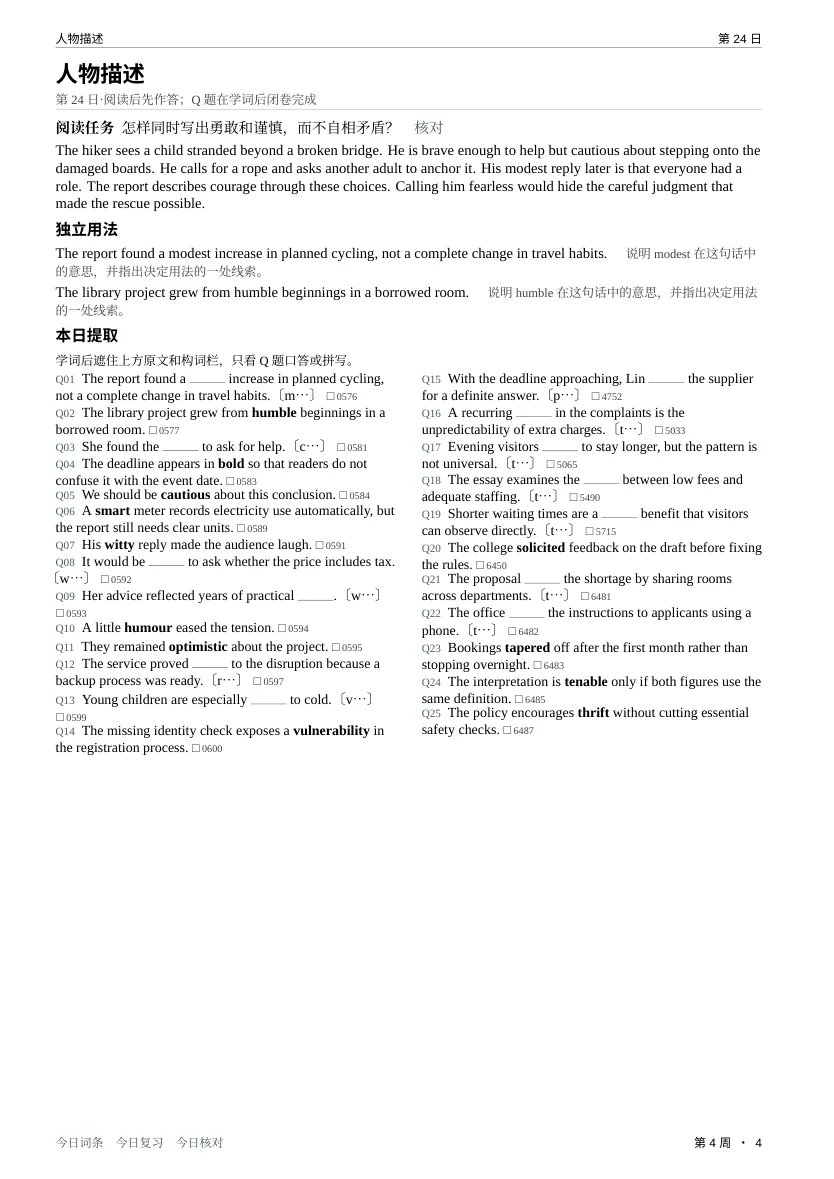 人物描述 第 24 日
人物描述
第 24 日·阅读后先作答；Q 题在学词后闭卷完成
阅读任务 怎样同时写出勇敢和谨慎，而不自相矛盾？ 核对
The hiker sees a child stranded beyond a broken bridge. He is brave enough to help but cautious about stepping onto the
damaged boards. He calls for a rope and asks another adult to anchor it. His modest reply later is that everyone had a
role. The report describes courage through these choices. Calling him fearless would hide the careful judgment that
made the rescue possible.
独立用法
The report found a modest increase in planned cycling, not a complete change in travel habits. 说明 modest 在这句话中
的意思，并指出决定用法的一处线索。
The library project grew from humble beginnings in a borrowed room. 说明 humble 在这句话中的意思，并指出决定用法
的一处线索。
本日提取
学词后遮住上方原文和构词栏，只看 Q 题口答或拼写。
Q01 The report found a _____ increase in planned cycling,
not a complete change in travel habits.〔m···〕 □ 0576
Q02 The library project grew from humble beginnings in a
borrowed room. □ 0577
Q03 She found the _____ to ask for help.〔c···〕 □ 0581
Q04 The deadline appears in bold so that readers do not
confuse it with the event date. □ 0583
Q05 We should be cautious about this conclusion. □ 0584
Q06 A smart meter records electricity use automatically, but
the report still needs clear units. □ 0589
Q07 His witty reply made the audience laugh. □ 0591
Q08 It would be _____ to ask whether the price includes tax.
〔w···〕 □ 0592
Q09 Her advice reflected years of practical _____.〔w···〕
□ 0593
Q10 A little humour eased the tension. □ 0594
Q11 They remained optimistic about the project. □ 0595
Q12 The service proved _____ to the disruption because a
backup process was ready.〔r···〕 □ 0597
Q13 Young children are especially _____ to cold.〔v···〕
□ 0599
Q14 The missing identity check exposes a vulnerability in
the registration process. □ 0600
Q15 With the deadline approaching, Lin _____ the supplier
for a definite answer.〔p···〕 □ 4752
Q16 A recurring _____ in the complaints is the
unpredictability of extra charges.〔t···〕 □ 5033
Q17 Evening visitors _____ to stay longer, but the pattern is
not universal.〔t···〕 □ 5065
Q18 The essay examines the _____ between low fees and
adequate staffing.〔t···〕 □ 5490
Q19 Shorter waiting times are a _____ benefit that visitors
can observe directly.〔t···〕 □ 5715
Q20 The college solicited feedback on the draft before fixing
the rules. □ 6450
Q21 The proposal _____ the shortage by sharing rooms
across departments.〔t···〕 □ 6481
Q22 The office _____ the instructions to applicants using a
phone.〔t···〕 □ 6482
Q23 Bookings tapered off after the first month rather than
stopping overnight. □ 6483
Q24 The interpretation is tenable only if both figures use the
same definition. □ 6485
Q25 The policy encourages thrift without cutting essential
safety checks. □ 6487
今日词条 今日复习 今日核对 第 4 周 · 4